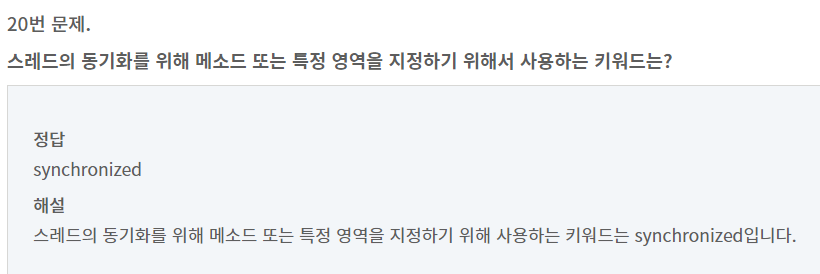 20번 문제.
스레드의 동기화를 위해 메소드 또는 특정 영역을 지정하기 위해서 사용하는 키워드는?
정답
synchronized
해설
스레드의 동기화를 위해 메소드 또는 특정 영역을 지정하기 위해 사용하는 키워드는 synchronized입니다.